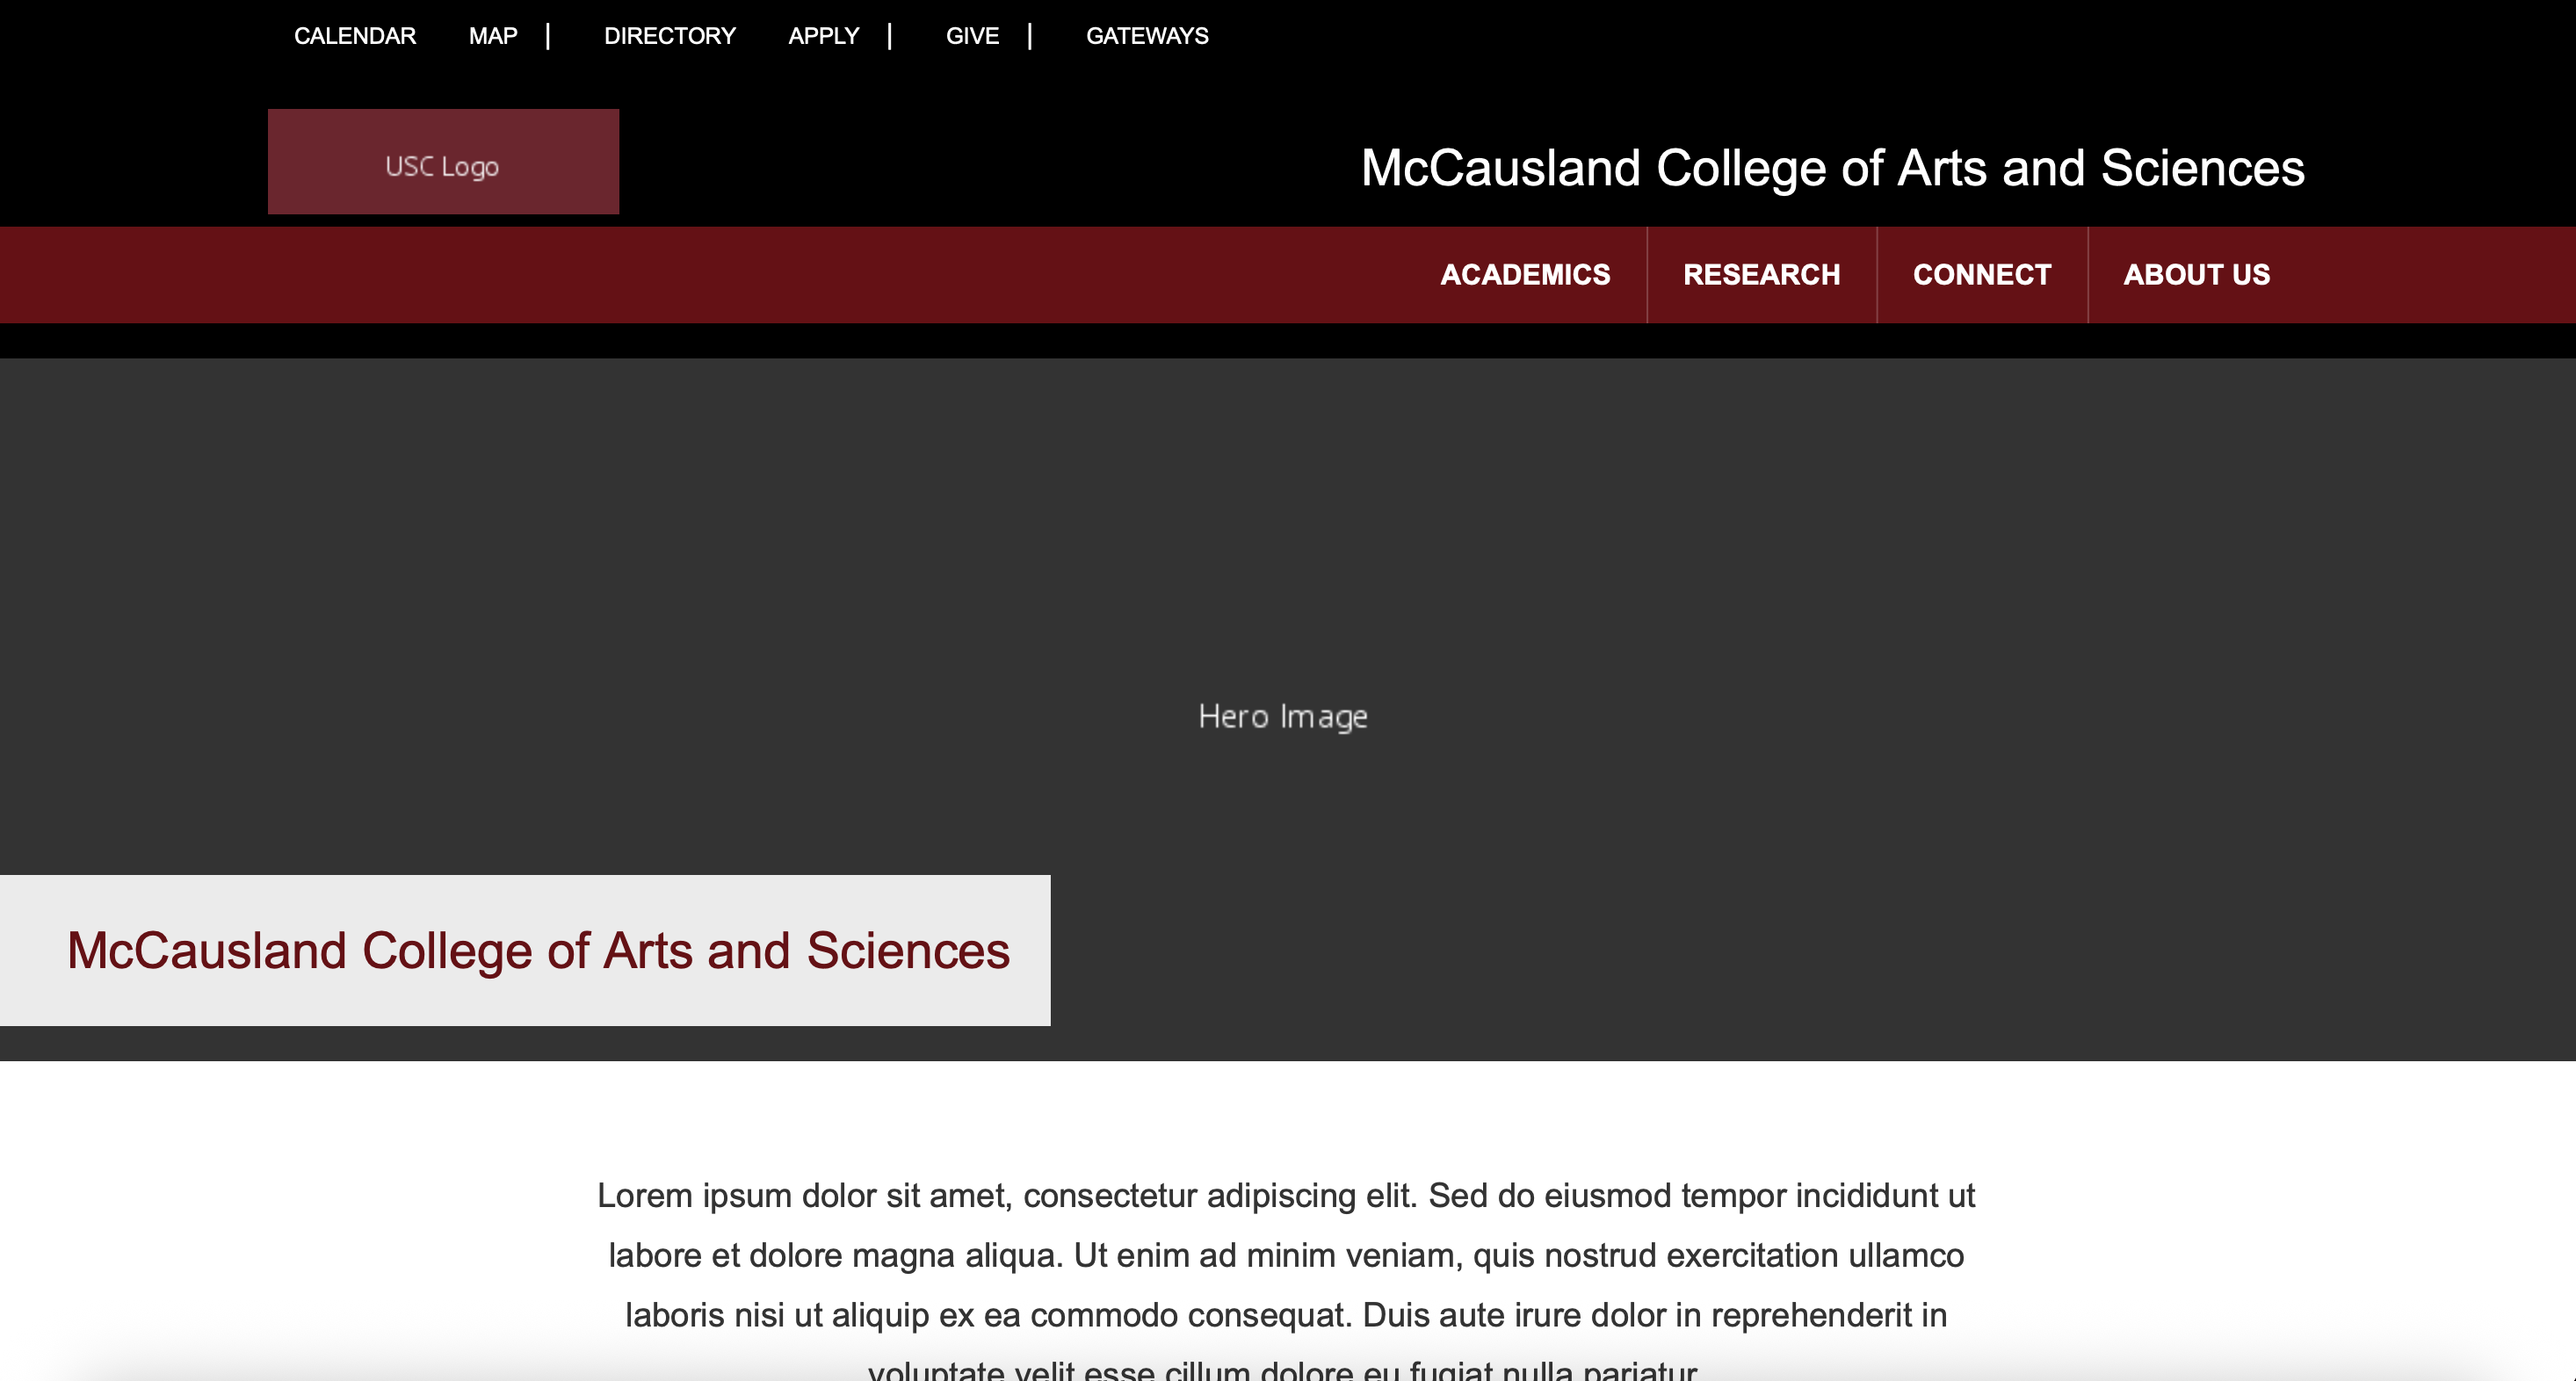 CALENDAR MAP | DIRECTORY APPLY | GIVE | GATEWAYS
USC Logo
McCausland College of Arts and Sciences
ACADEMICS RESEARCH CONNECT ABOUT US
Hero Image
McCausland College of Arts and Sciences
Lorem ipsum dolor sit amet, consectetur adipiscing elit. Sed do eiusmod tempor incididunt ut
labore et dolore magna aliqua. Ut enim ad minim veniam, quis nostrud exercitation ullamco
laboris nisi ut aliquip ex ea commodo consequat. Duis aute irure dolor in reprehenderit in
voluptate velit esse cillum dolore eu fugiat nulla pariatur